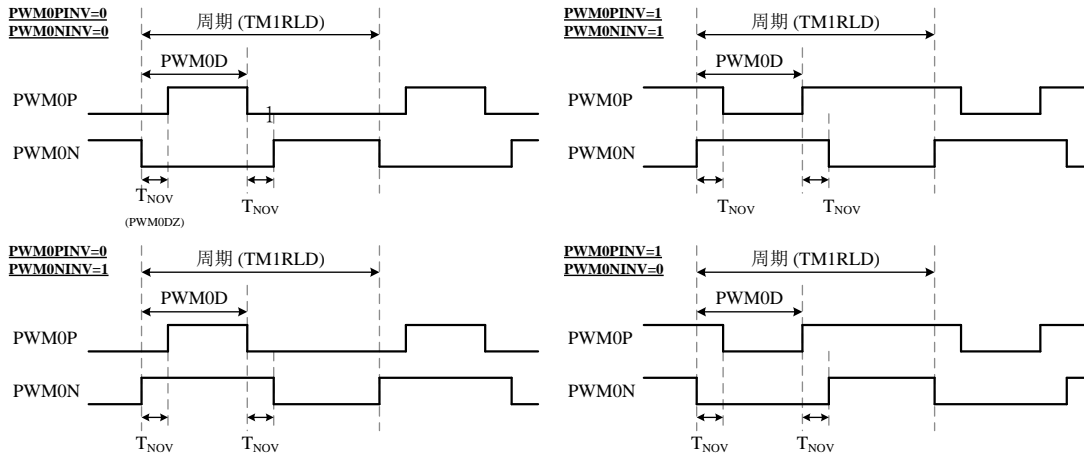 PWM0PINV=0
PWM0NINV=0
周期 (TM1RLD)
PWM0D
PWM0P
1
PWM0N
TNOV
(PWM0DZ)
TNOV
PWM0PINV=1
PWM0NINV=1
周期 (TM1RLD)
PWM0D
PWM0P
PWM0N
TNOV
TNOV
PWM0PINV=0
PWM0NINV=1
周期 (TM1RLD)
PWM0D
PWM0P
PWM0N
TNOV
TNOV
PWM0PINV=1
PWM0NINV=0
周期 (TM1RLD)
PWM0D
PWM0P
PWM0N
TNOV
TNOV